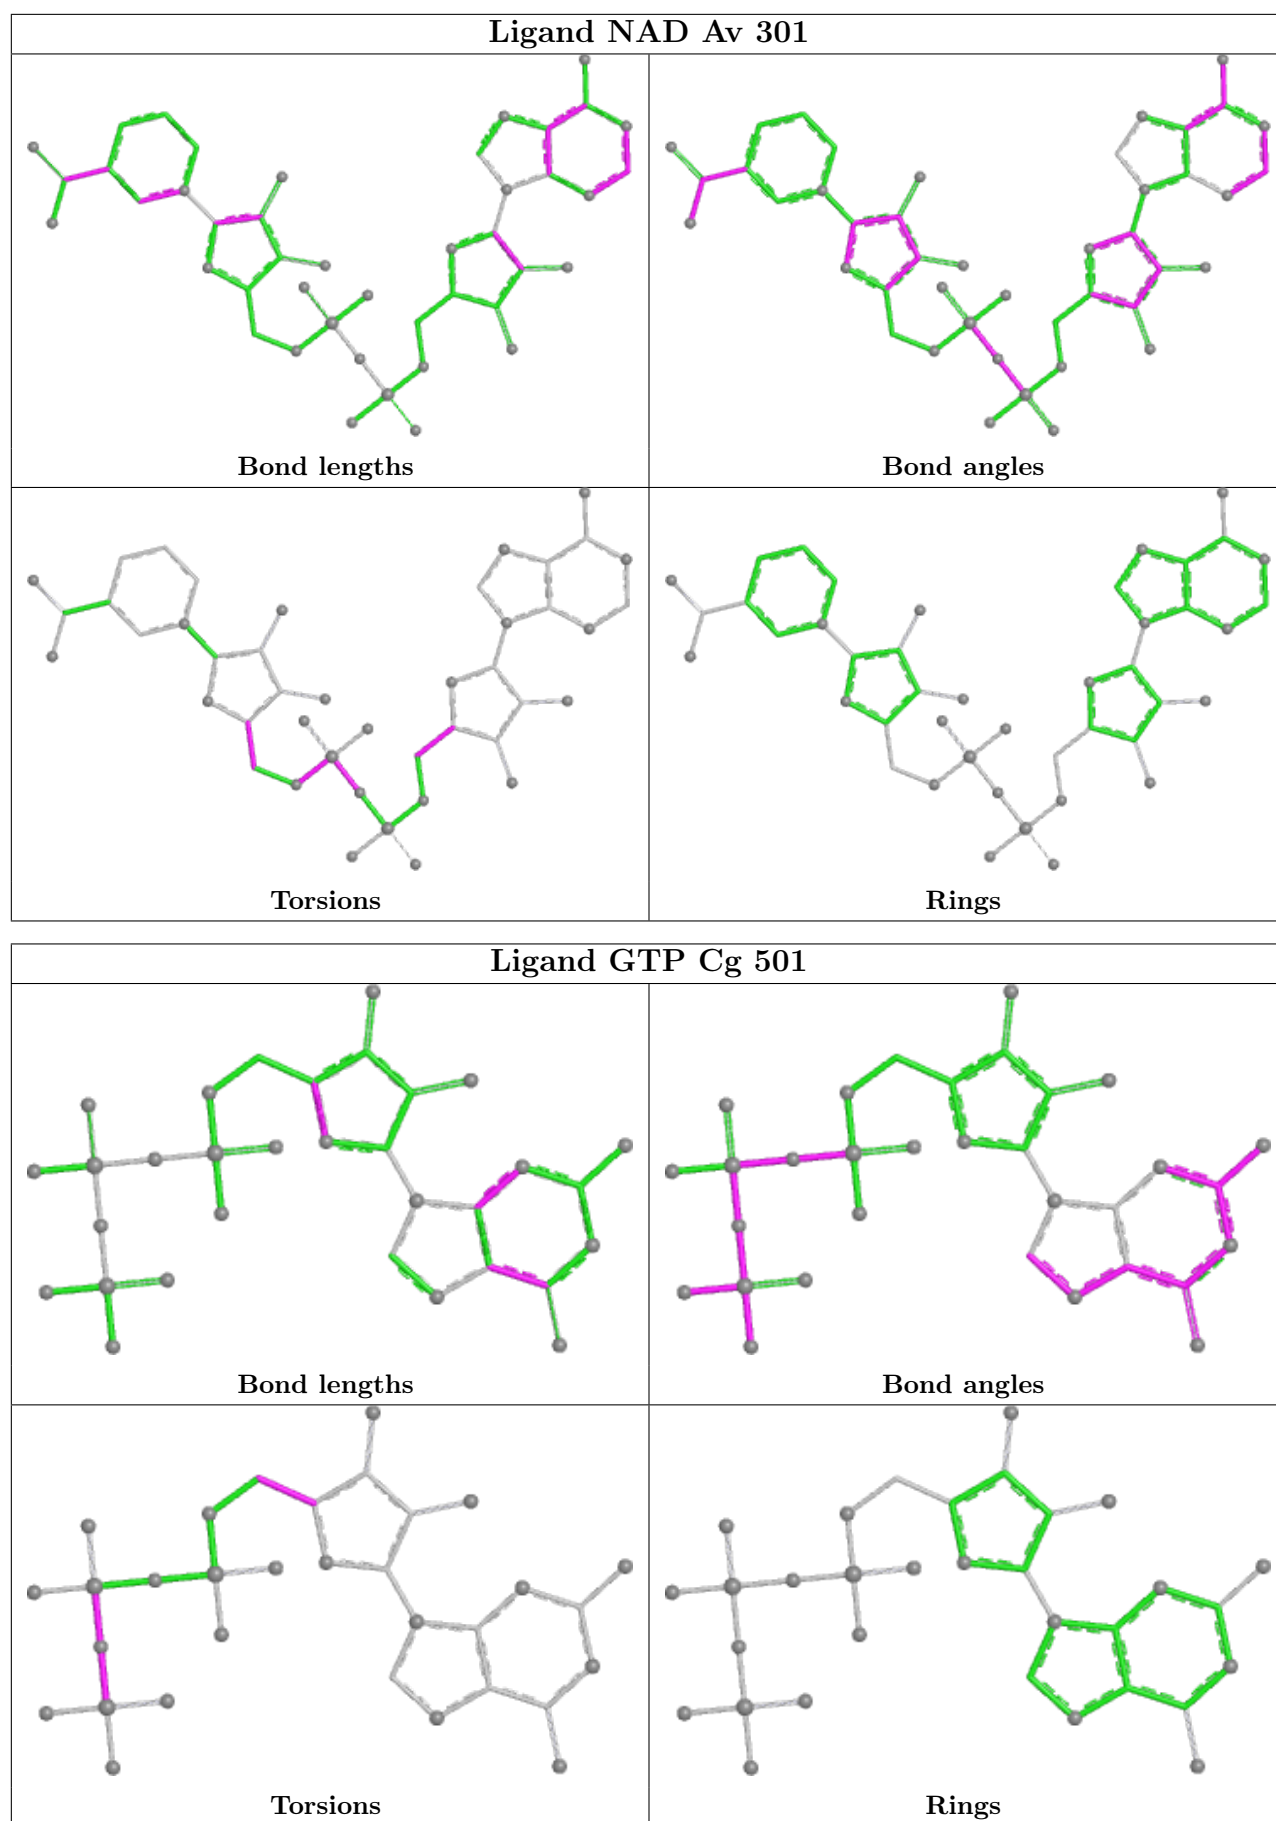 Ligand NAD Av 301
Bond lengths
Bond angles
Torsions
Rings
Ligand GTP Cg 501
Bond lengths
Bond angles
Torsions
Rings